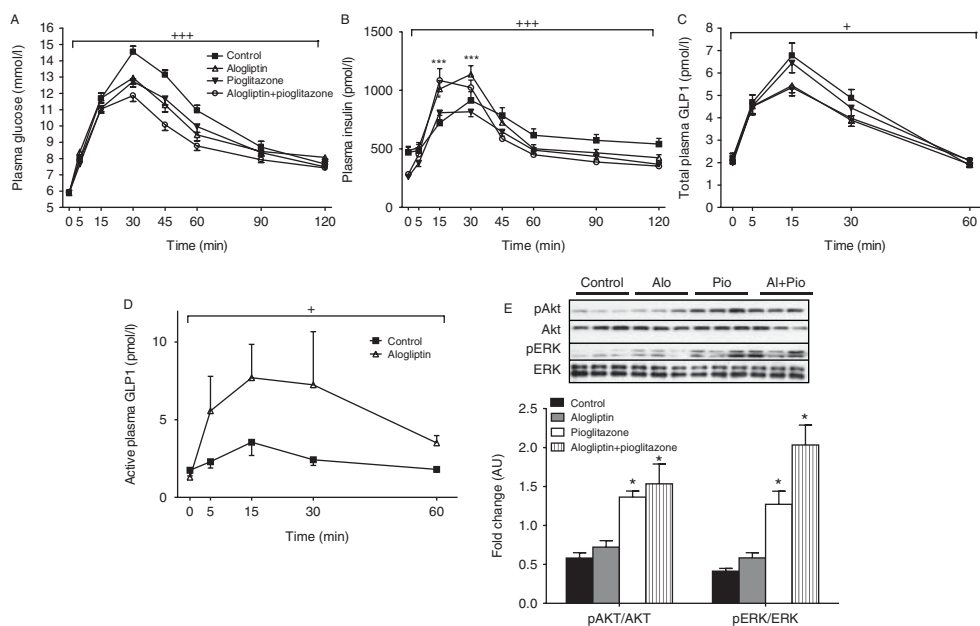 A
+++
16
15
14
13
12
11
10
9
8
7
6
5
Plasma glucose (mmol/l)
Control
Alogliptin
Pioglitazone
Alogliptin+pioglitazone
0 5 15 30 45 60 90 120
Time (min)
B
+++
*** ***
1500
1000
500
0
Plasma insulin (pmol/l)
0 5 15 30 45 60 90 120
Time (min)
C
+
8
7
6
5
4
3
2
1
0
Total plasma GLP1 (pmol/l)
0 5 15 30 60
Time (min)
D
+
10
5
0
Active plasma GLP1 (pmol/l)
Control
Alogliptin
0 5 15 30 60
Time (min)
E
Control Alo Pio Al+Pio
pAkt
Akt
pERK
ERK
2.5
2.0
1.5
1.0
0.5
0.0
Fold change (AU)
Control
Alogliptin
Pioglitazone
Alogliptin+pioglitazone
* * * *
pAKT/AKT pERK/ERK